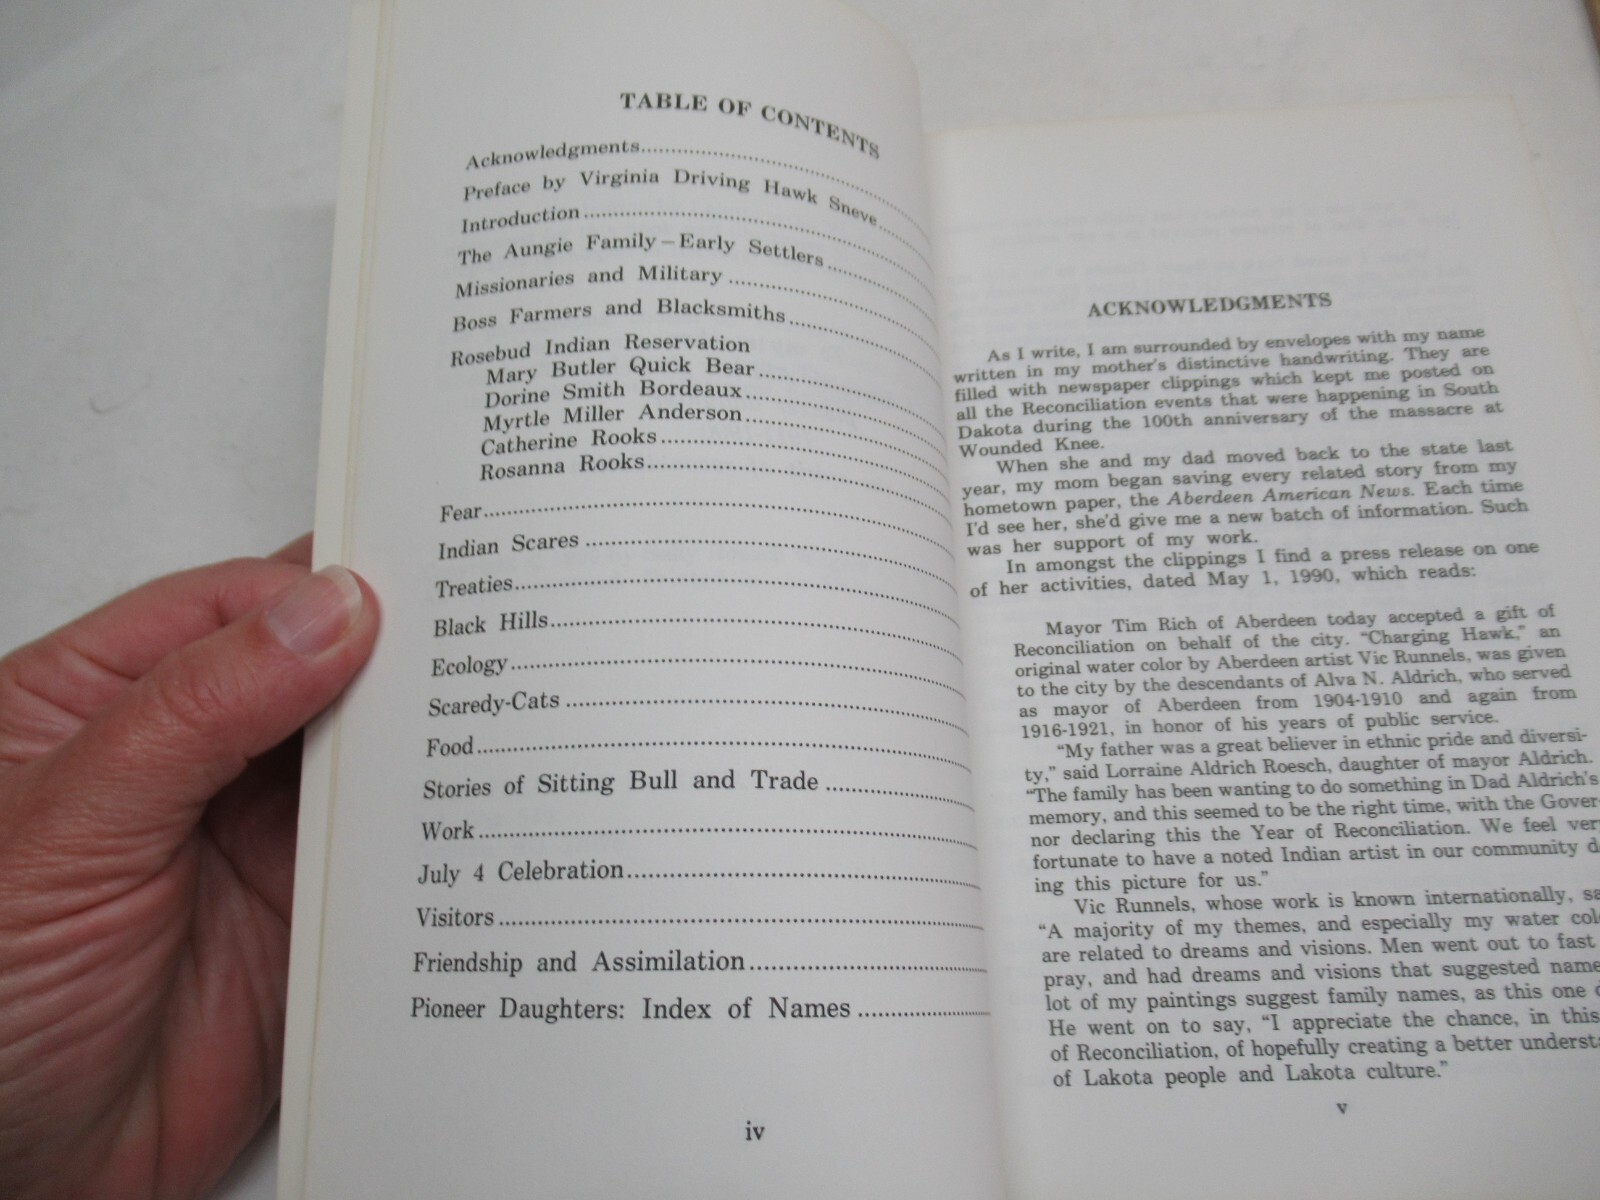 TABLE OF CONTENTS
Acknowledgments
Preface by Virginia Driving Hawk Sneve
Introduction
The Aungie Family – Early Settlers
Missionaries and Military
Boss Farmers and Blacksmiths
Rosebud Indian Reservation
Mary Butler Quick Bear
Dorine Smith Bordeaux
Myrtle Miller Anderson
Catherine Rooks
Rosanna Rooks
Fear
Indian Scares
Treaties
Black Hills
Ecology
Scaredy-Cats
Food
Stories of Sitting Bull and Trade
Work
July 4 Celebration
Visitors
Friendship and Assimilation
Pioneer Daughters: Index of Names
iv
ACKNOWLEDGMENTS
As I write, I am surrounded by envelopes with my name
written in my mother's distinctive handwriting. They are
filled with newspaper clippings which kept me posted on
all the Reconciliation events that were happening in South
Dakota during the 100th anniversary of the massacre at
Wounded Knee.
When she and my dad moved back to the state last
year, my mom began saving every related story from my
hometown paper, the Aberdeen American News. Each time
I'd see her, she'd give me a new batch of information. Such
was her support of my work.
In amongst the clippings I find a press release on one
of her activities, dated May 1, 1990, which reads:
Mayor Tim Rich of Aberdeen today accepted a gift of
Reconciliation on behalf of the city. "Charging Hawk," an
original water color by Aberdeen artist Vic Runnels, was given
to the city by the descendants of Alva N. Aldrich, who served
as mayor of Aberdeen from 1904-1910 and again from
1916-1921, in honor of his years of public service.
"My father was a great believer in ethnic pride and diversi-
ty," said Lorraine Aldrich Roesch, daughter of mayor Aldrich.
"The family has been wanting to do something in Dad Aldrich's
memory, and this seemed to be the right time, with the Gover-
nor declaring this the Year of Reconciliation. We feel very
fortunate to have a noted Indian artist in our community d
ing this picture for us."
Vic Runnels, whose work is known internationally, sa
"A majority of my themes, and especially my water col
are related to dreams and visions. Men went out to fast
pray, and had dreams and visions that suggested name
lot of my paintings suggest family names, as this one
He went on to say, "I appreciate the chance, in this
of Reconciliation, of hopefully creating a better underst
of Lakota people and Lakota culture."
v